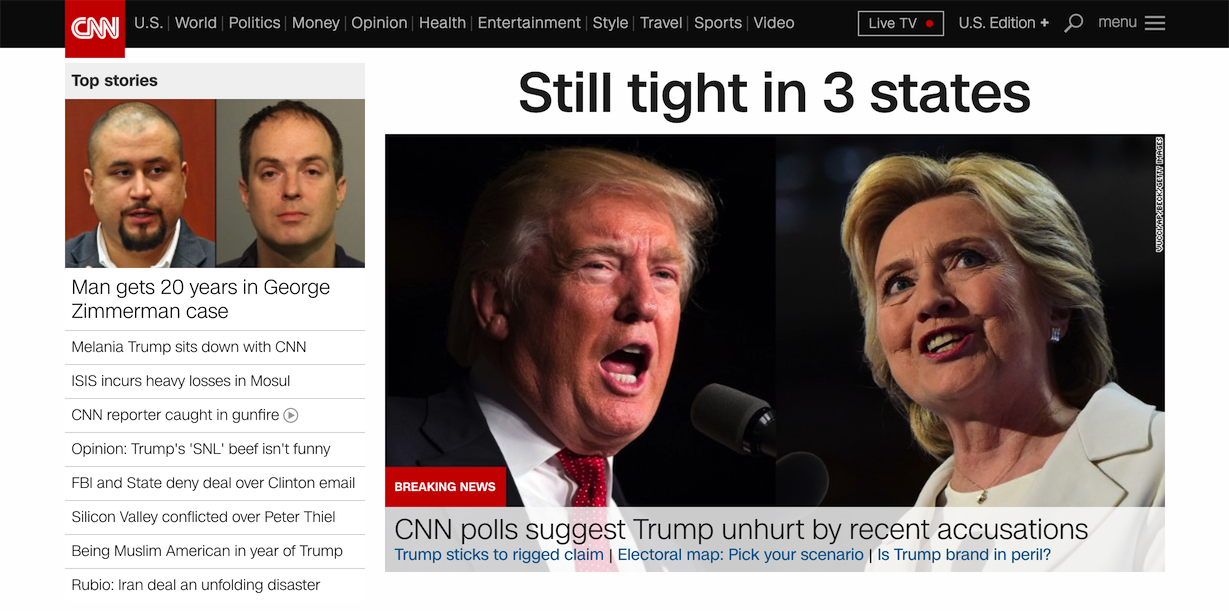 CNN
U.S. | World | Politics | Money | Opinion | Health | Entertainment | Style | Travel | Sports | Video
Live TV
U.S. Edition +
menu
Top stories
Man gets 20 years in George
Zimmerman case
Melania Trump sits down with CNN
ISIS incurs heavy losses in Mosul
CNN reporter caught in gunfire
Opinion: Trump's 'SNL' beef isn't funny
FBI and State deny deal over Clinton email
Silicon Valley conflicted over Peter Thiel
Being Muslim American in year of Trump
Rubio: Iran deal an unfolding disaster
Still tight in 3 states
VUCCI/AP;BECK/GETTY IMAGES
BREAKING NEWS
CNN polls suggest Trump unhurt by recent accusations
Trump sticks to rigged claim | Electoral map: Pick your scenario | Is Trump brand in peril?